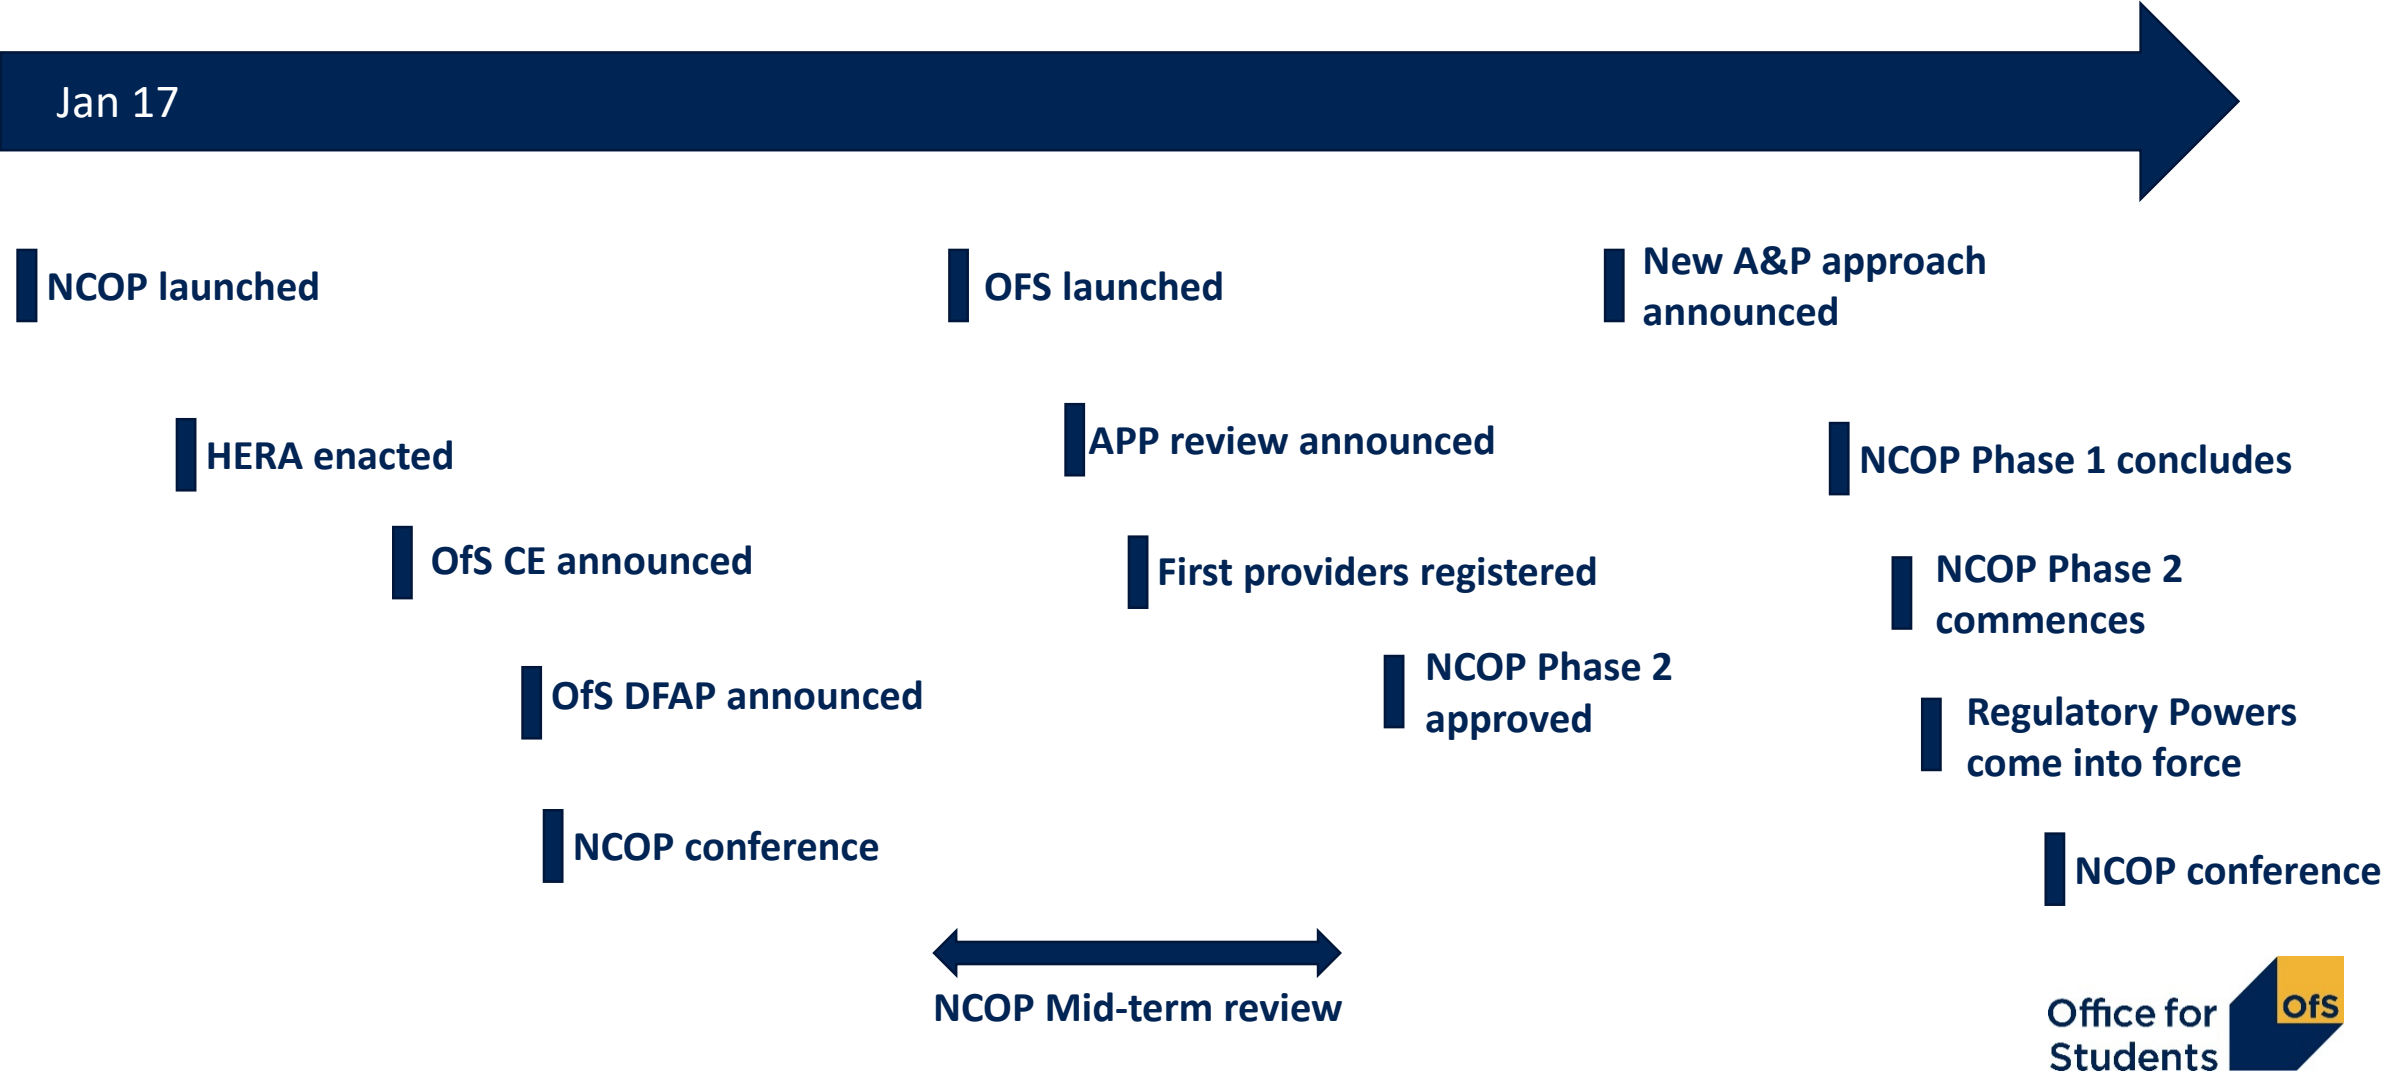 Jan 17
NCOP launched
OFS launched
New A&P approach
announced
HERA enacted
APP review announced
NCOP Phase 1 concludes
OfS CE announced
First providers registered
NCOP Phase 2
commences
OfS DFAP announced
NCOP Phase 2
approved
Regulatory Powers
come into force
NCOP conference
NCOP conference
NCOP Mid-term review
Office for
Students
OfS